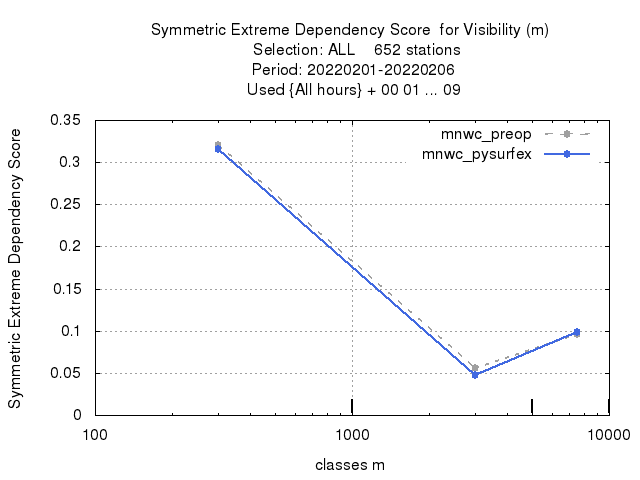 Symmetric Extreme Dependency Score  for Visibility (m)
Selection: ALL    652 stations
Period: 20220201-20220206
Used {All hours} + 00 01 ... 09
Symmetric Extreme Dependency Score
0.35
0.3
0.25
0.2
0.15
0.1
0.05
0
mnwc_preop
mnwc_pysurfex
100
1000
10000
classes m